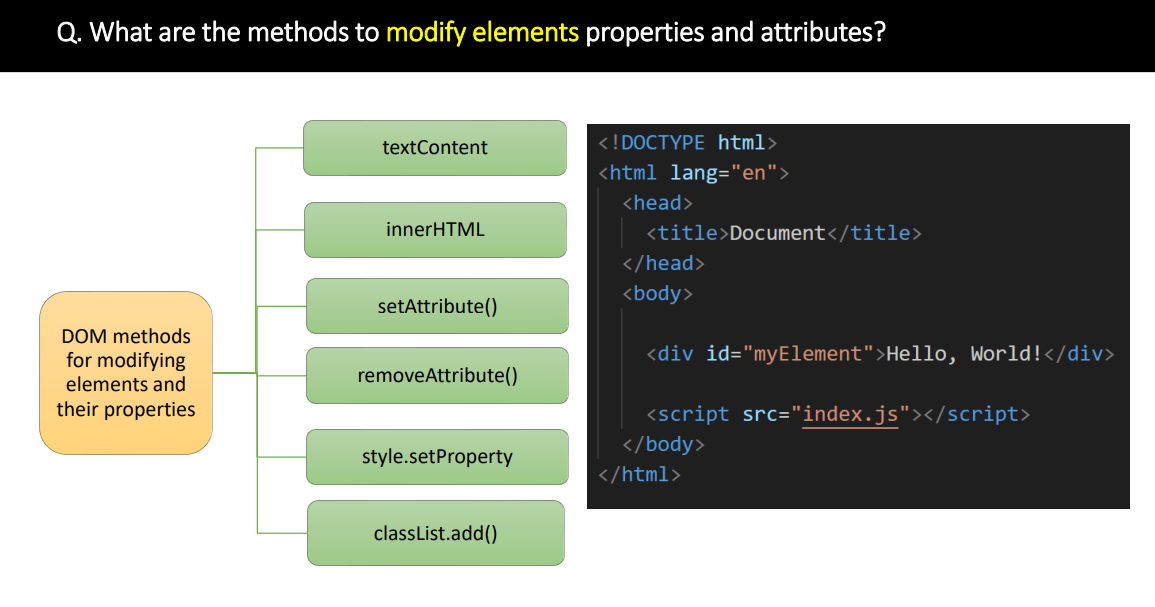 Q. What are the methods to modify elements properties and attributes?
DOM methods
for modifying
elements and
their properties
textContent
innerHTML
setAttribute()
removeAttribute()
style.setProperty
classList.add()
<!DOCTYPE html>
<html lang="en">
<head>
<title>Document</title>
</head>
<body>
<div id="myElement">Hello, World!</div>
<script src="index.js"></script>
</body>
</html>